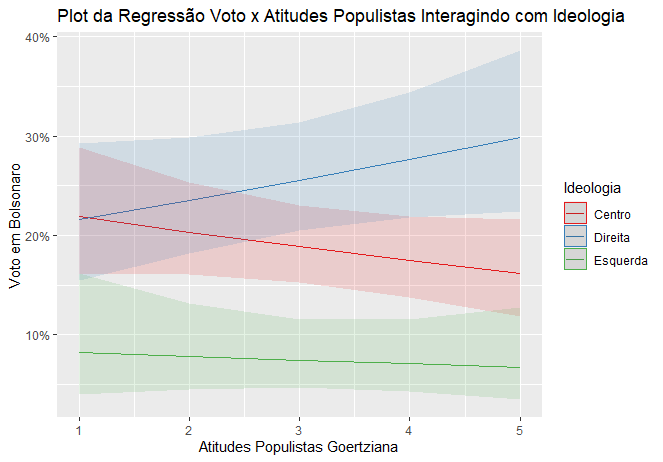 Plot da Regressão Voto x Atitudes Populistas Interagindo com Ideologia
40%
30%
20%
10%
Voto em Bolsonaro
1 2 3 4 5
Atitudes Populistas Goertziana
Ideologia
Centro
Direita
Esquerda